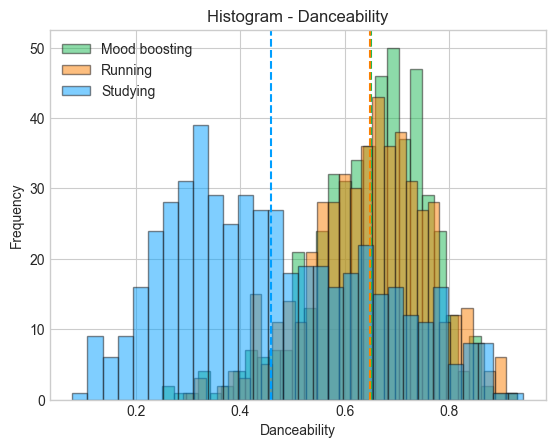 Histogram - Danceability
50
40
30
20
10
0
Frequency
Mood boosting
Running
Studying
0.2 0.4 0.6 0.8
Danceability